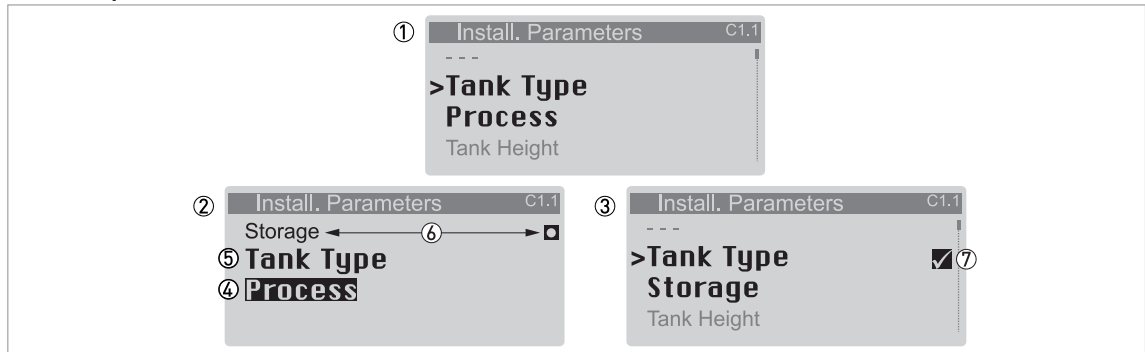 ① Install. Parameters C1.1
- - -
>Tank Type
Process
Tank Height
② Install. Parameters C1.1
Storage ⑥
⑤ Tank Type
④ Process
③ Install. Parameters C1.1
- - -
>Tank Type ⑦
Storage
Tank Height